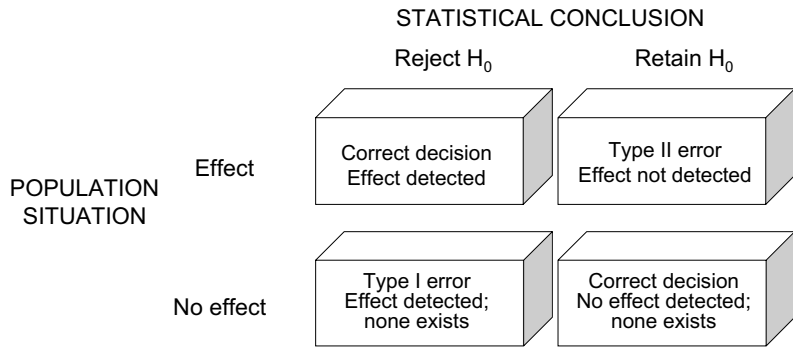 STATISTICAL CONCLUSION
Reject H₀
Retain H₀
POPULATION
SITUATION
Effect
Correct decision
Effect detected
Type II error
Effect not detected
No effect
Type I error
Effect detected;
none exists
Correct decision
No effect detected;
none exists